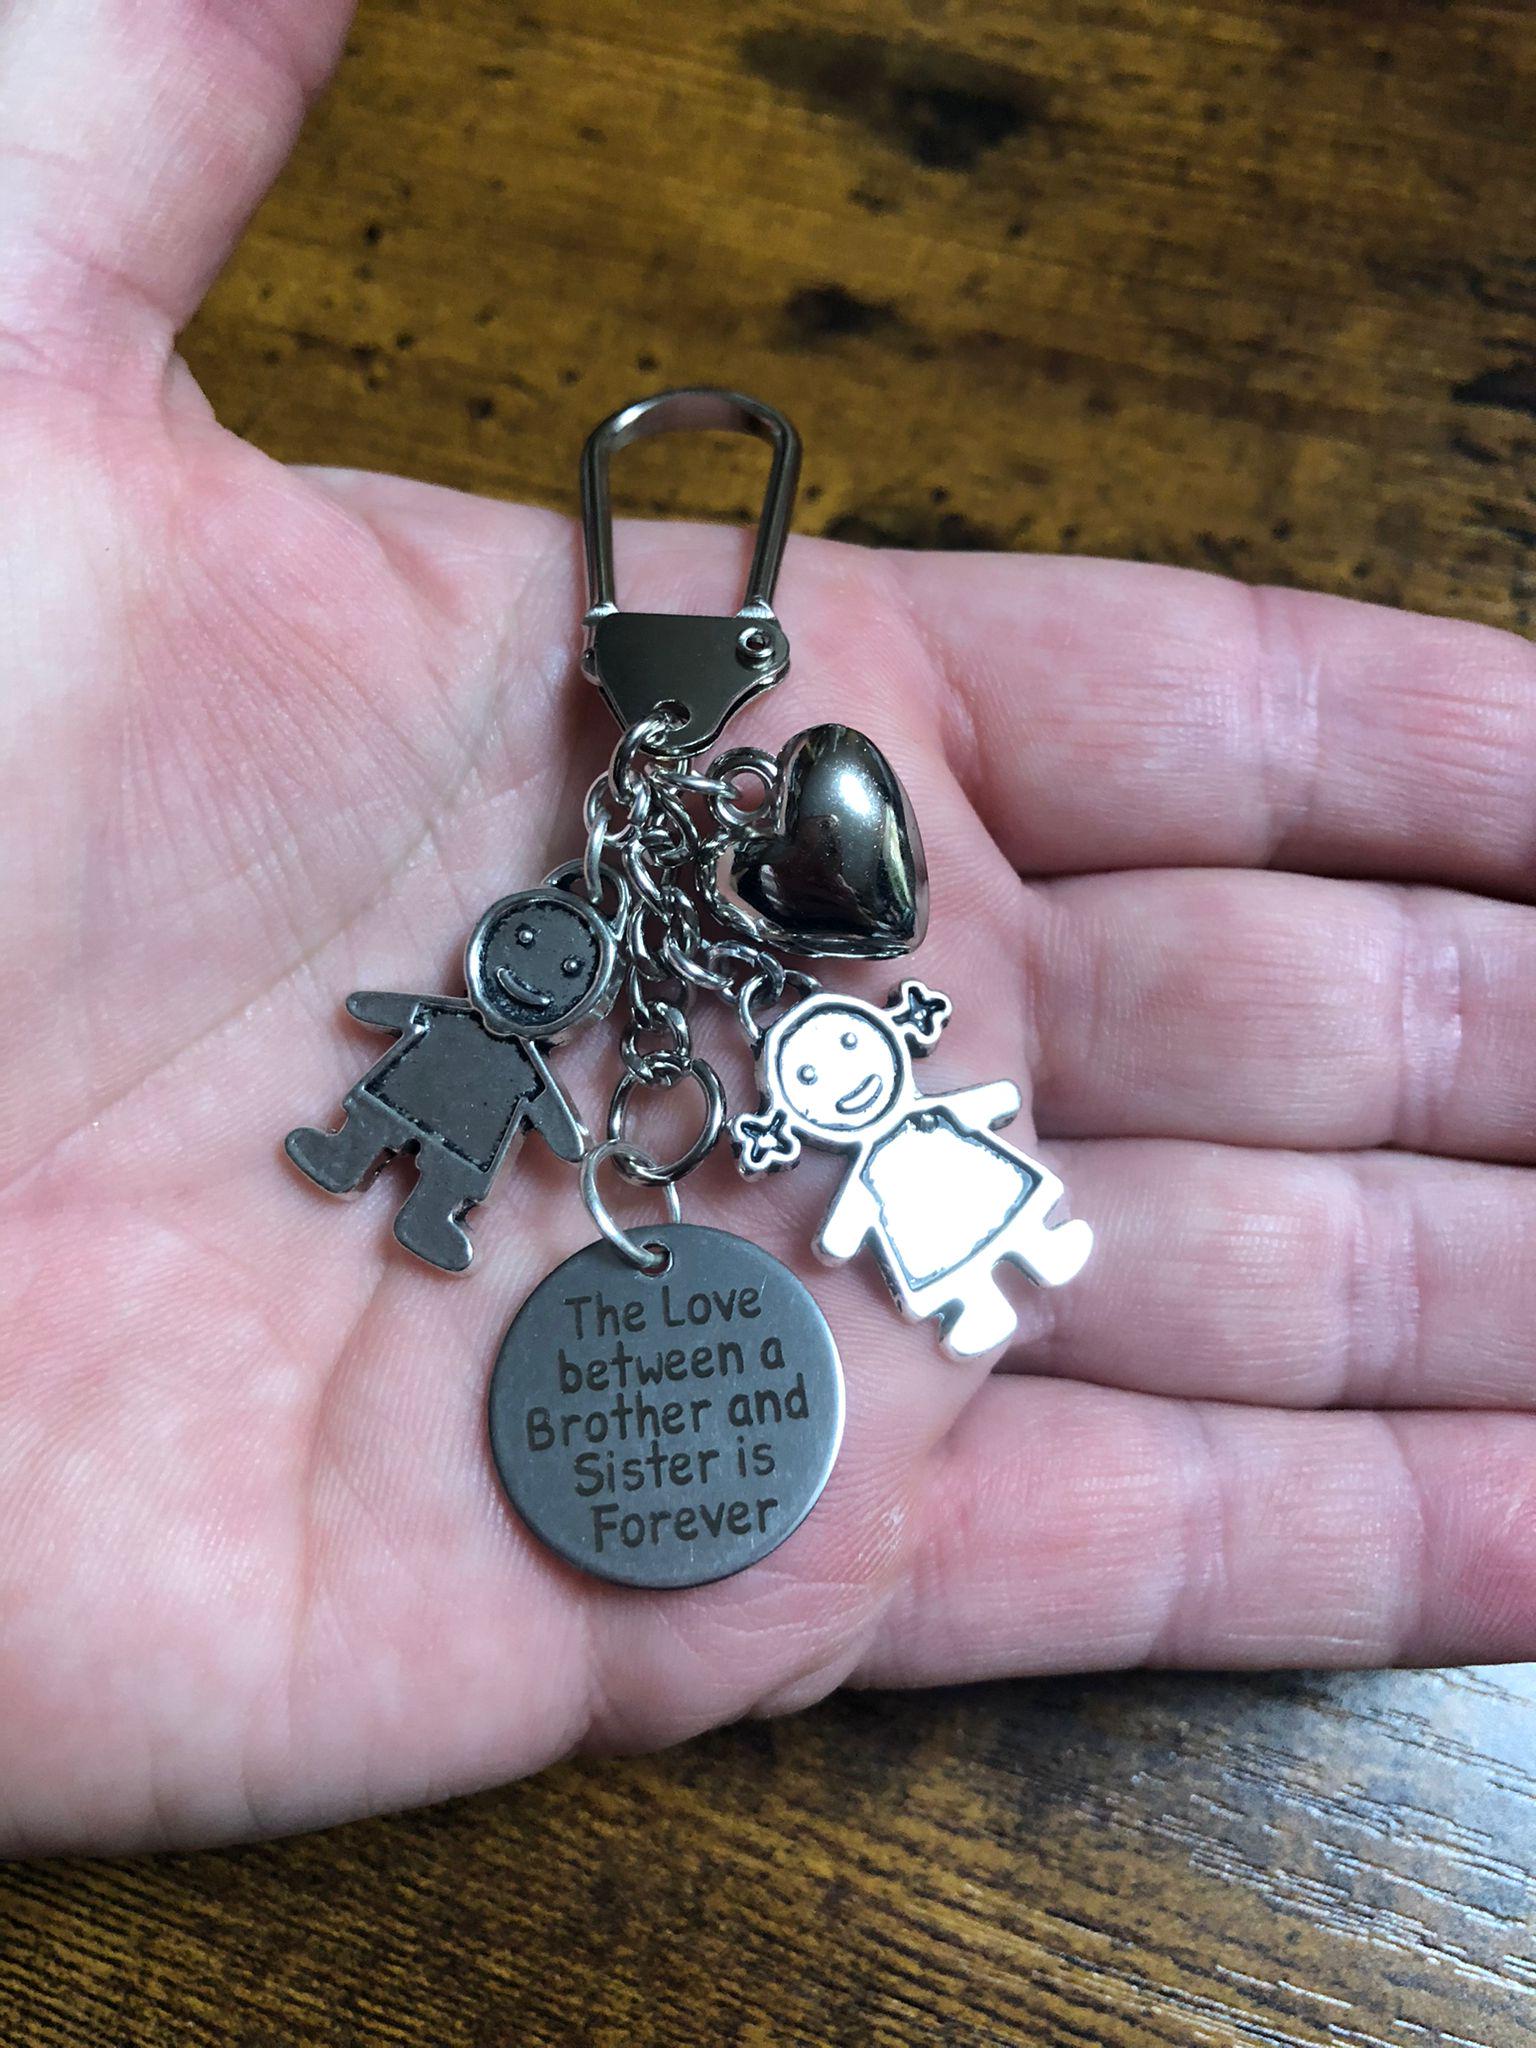 The Love
between a
Brother and
Sister is
Forever